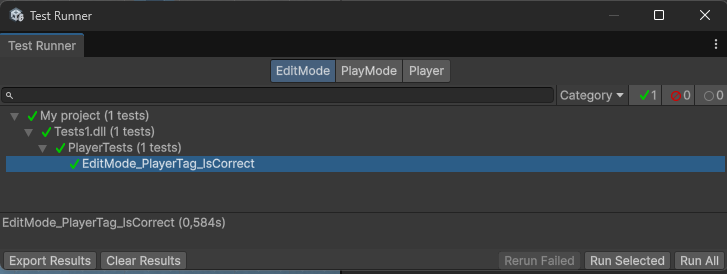 Test Runner
Test Runner
EditMode PlayMode Player
Category 1 0 0
My project (1 tests)
Tests1.dll (1 tests)
PlayerTests (1 tests)
EditMode_PlayerTag_IsCorrect
EditMode_PlayerTag_IsCorrect (0,584s)
Export Results Clear Results Rerun Failed Run Selected Run All